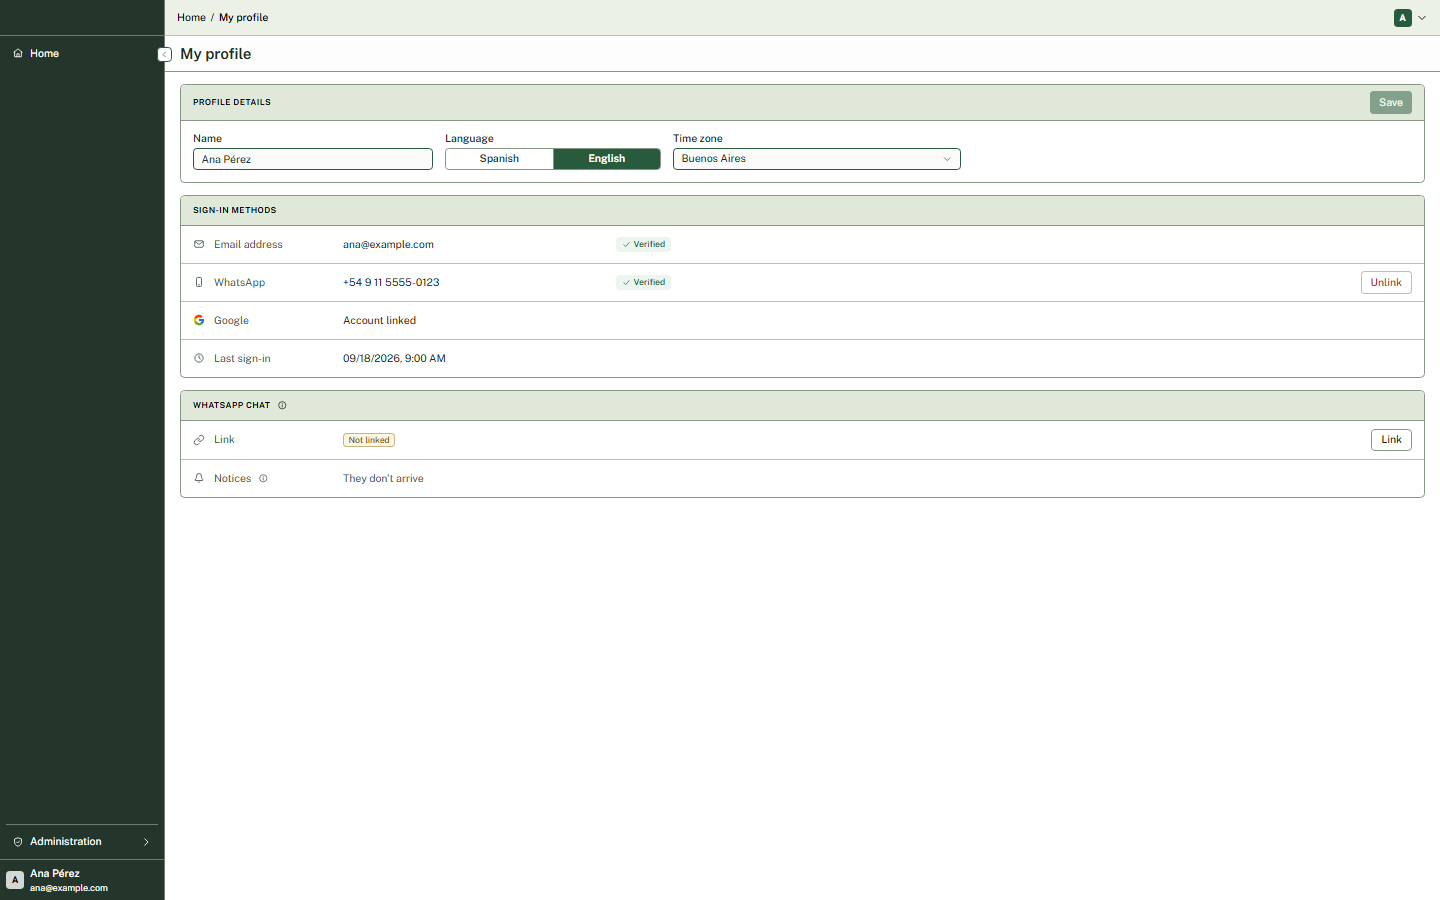 Home / My profile
A
Home
My profile
PROFILE DETAILS
Save
Name
Language
Time zone
Ana Pérez
Spanish
English
Buenos Aires
SIGN-IN METHODS
Email address
ana@example.com
Verified
WhatsApp
+54 9 11 5555-0123
Verified
Unlink
Google
Account linked
Last sign-in
09/18/2026, 9:00 AM
WHATSAPP CHAT
Link
Not linked
Link
Notices
They don't arrive
Administration
A
Ana Pérez
ana@example.com